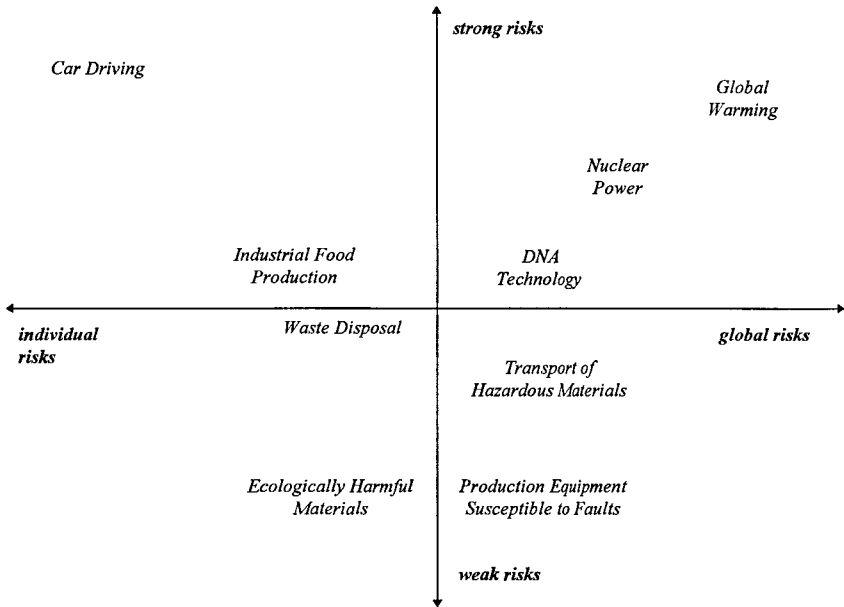 strong risks
Car Driving
Global
Warming
Nuclear
Power
Industrial Food
Production
DNA
Technology
individual
risks
Waste Disposal
global risks
Transport of
Hazardous Materials
Ecologically Harmful
Materials
Production Equipment
Susceptible to Faults
weak risks